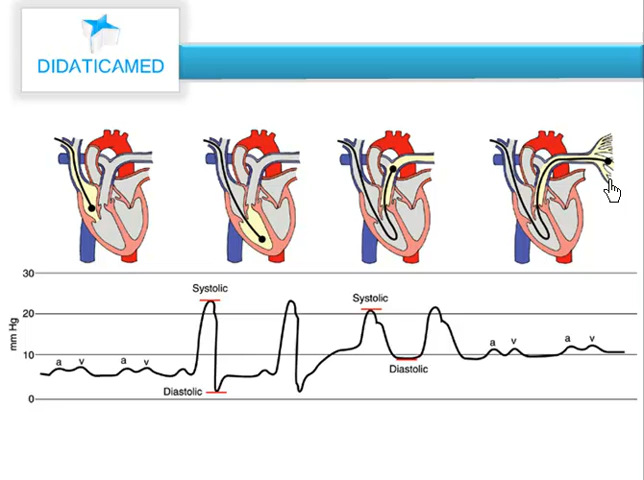 DIDATICAMED
30
Systolic
Systolic
20
mm Hg
a v a v
a v a v
10
Diastolic
Diastolic
0